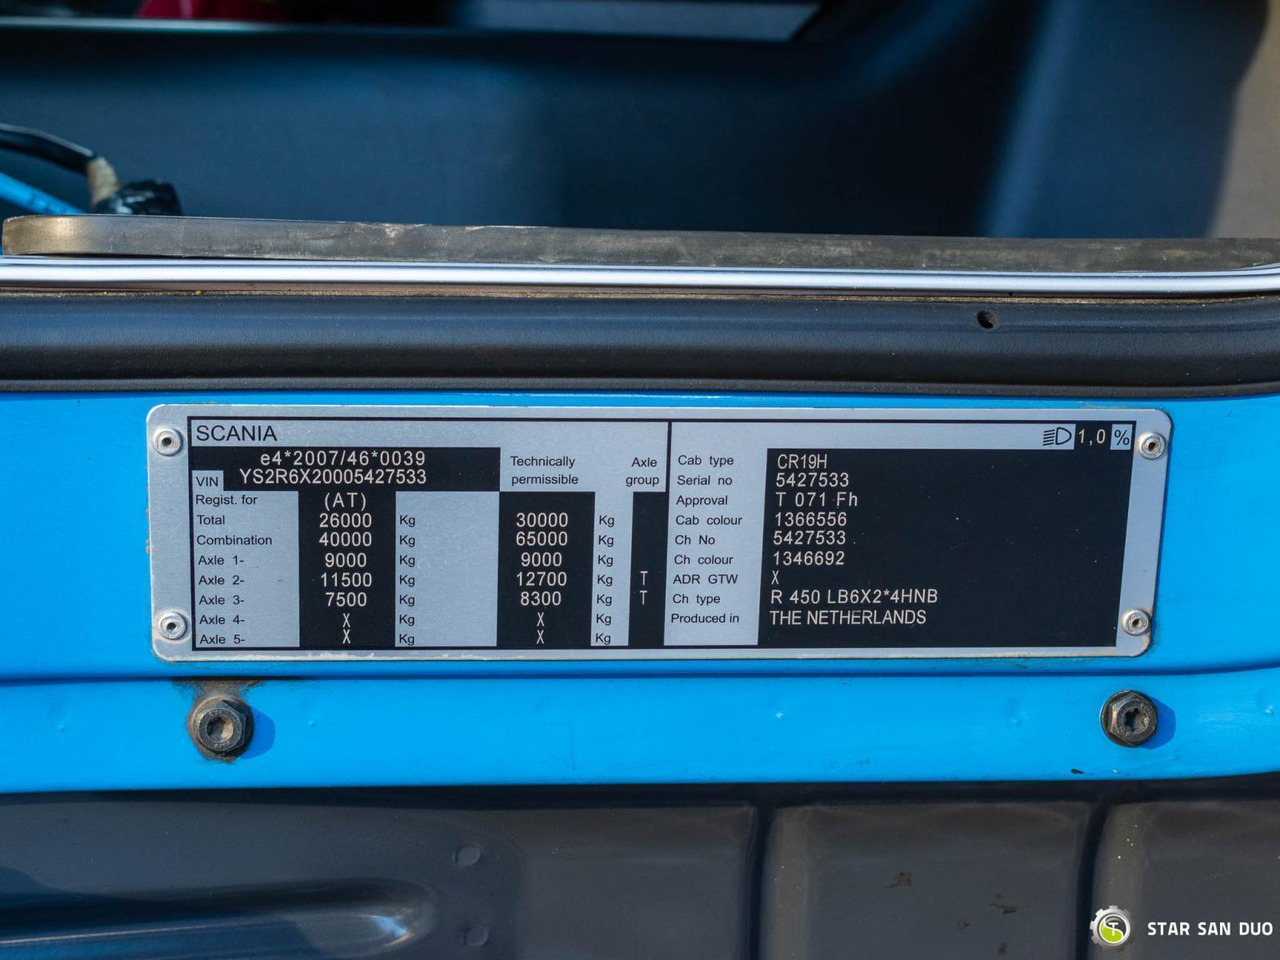 SCANIA
e4*2007/46*0039
VIN YS2R6X20005427533
Technically permissible Axle group
Regist. for (AT)
Total 26000 Kg 30000 Kg
Combination 40000 Kg 65000 Kg
Axle 1- 9000 Kg 9000 Kg
Axle 2- 11500 Kg 12700 Kg T
Axle 3- 7500 Kg 8300 Kg T
Axle 4- X Kg X Kg
Axle 5- X Kg X Kg
1,0 %
Cab type CR19H
Serial no 5427533
Approval T 071 Fh
Cab colour 1366556
Ch No 5427533
Ch colour 1346692
ADR GTW X
Ch type R 450 LB6X2*4HNB
Produced in THE NETHERLANDS
STAR SAN DUO